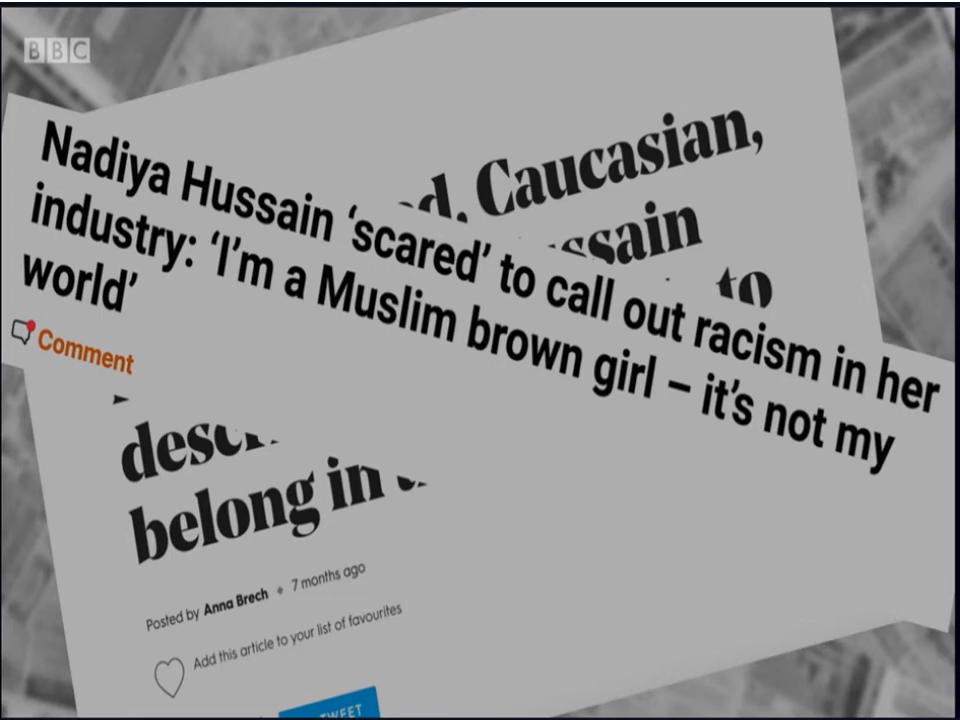 BBC
Caucasian,
to
Nadiya Hussain ‘scared’ to call out racism in her
industry: ‘I’m a Muslim brown girl – it’s not my
world’
Comment
belong in
Posted by Anna Brech • 7 months ago
Add this article to your list of favourites
TWEET